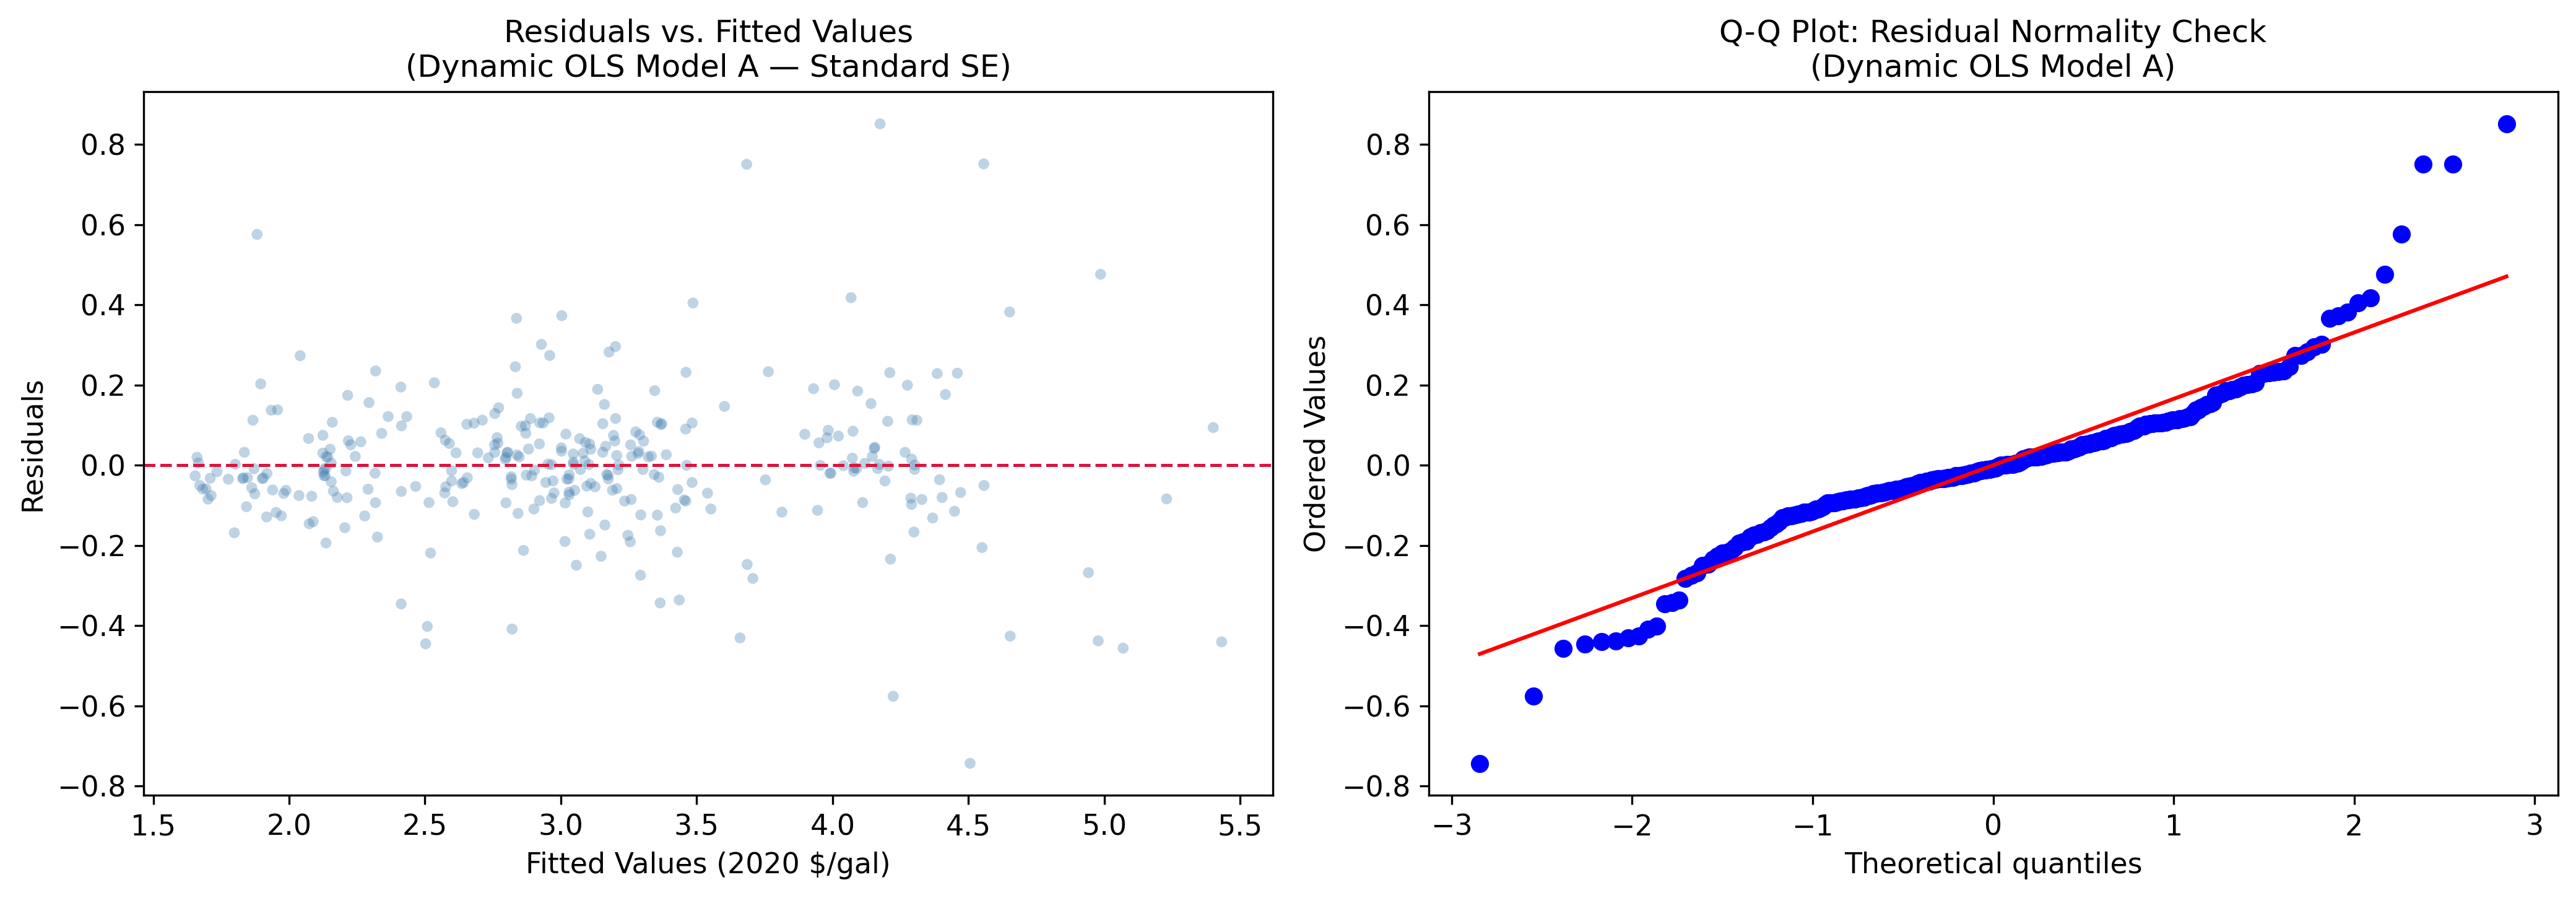 Residuals vs. Fitted Values
(Dynamic OLS Model A — Standard SE)
Residuals
0.8
0.6
0.4
0.2
0.0
−0.2
−0.4
−0.6
−0.8
1.5 2.0 2.5 3.0 3.5 4.0 4.5 5.0 5.5
Fitted Values (2020 $/gal)
Q-Q Plot: Residual Normality Check
(Dynamic OLS Model A)
Ordered Values
0.8
0.6
0.4
0.2
0.0
−0.2
−0.4
−0.6
−0.8
−3 −2 −1 0 1 2 3
Theoretical quantiles